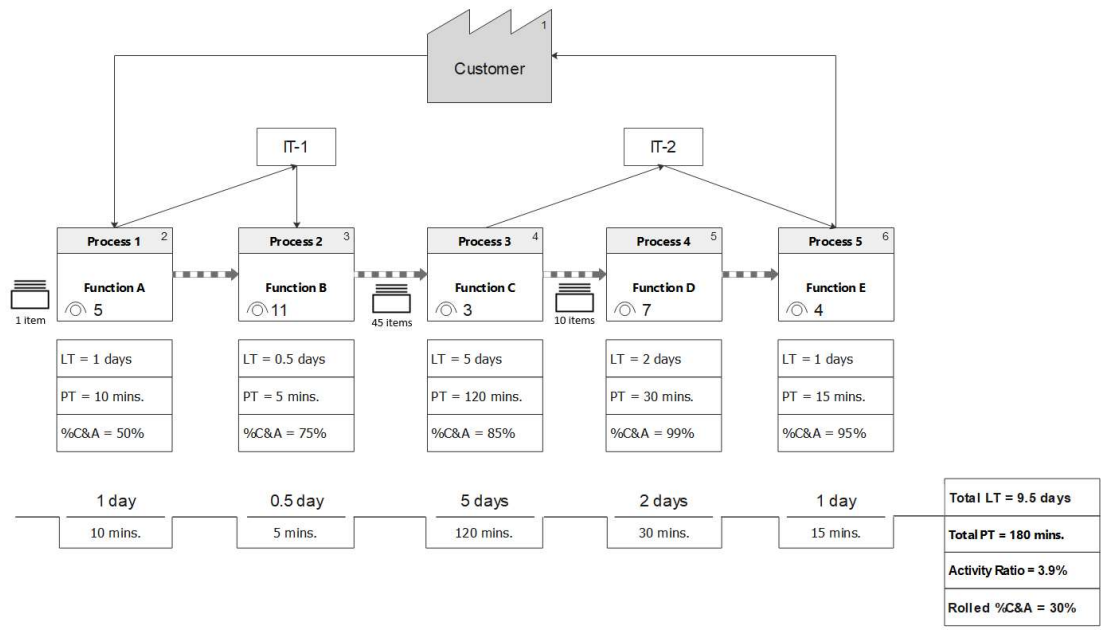 1
Customer
IT-1
IT-2
Process 1 2
Process 2 3
Process 3 4
Process 4 5
Process 5 6
Function A
Function B
Function C
Function D
Function E
5
11
3
7
4
1 item
45 items
10 items
LT = 1 days
LT = 0.5 days
LT = 5 days
LT = 2 days
LT = 1 days
PT = 10 mins.
PT = 5 mins.
PT = 120 mins.
PT = 30 mins.
PT = 15 mins.
%C&A = 50%
%C&A = 75%
%C&A = 85%
%C&A = 99%
%C&A = 95%
1 day
0.5 day
5 days
2 days
1 day
10 mins.
5 mins.
120 mins.
30 mins.
15 mins.
Total LT = 9.5 days
Total PT = 180 mins.
Activity Ratio = 3.9%
Rolled %C&A = 30%